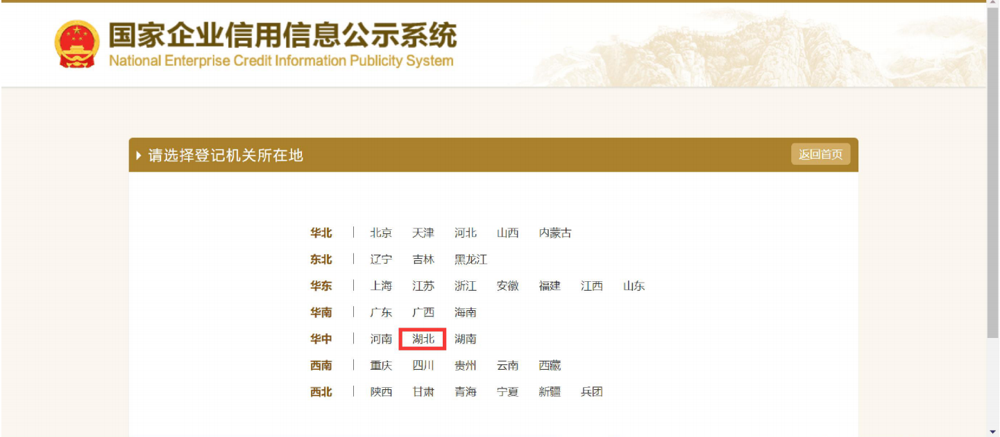 国家企业信用信息公示系统
National Enterprise Credit Information Publicity System
请选择登记机关所在地 返回首页
华北 北京 天津 河北 山西 内蒙古
东北 辽宁 吉林 黑龙江
华东 上海 江苏 浙江 安徽 福建 江西 山东
华南 广东 广西 海南
华中 河南 湖北 湖南
西南 重庆 四川 贵州 云南 西藏
西北 陕西 甘肃 青海 宁夏 新疆 兵团